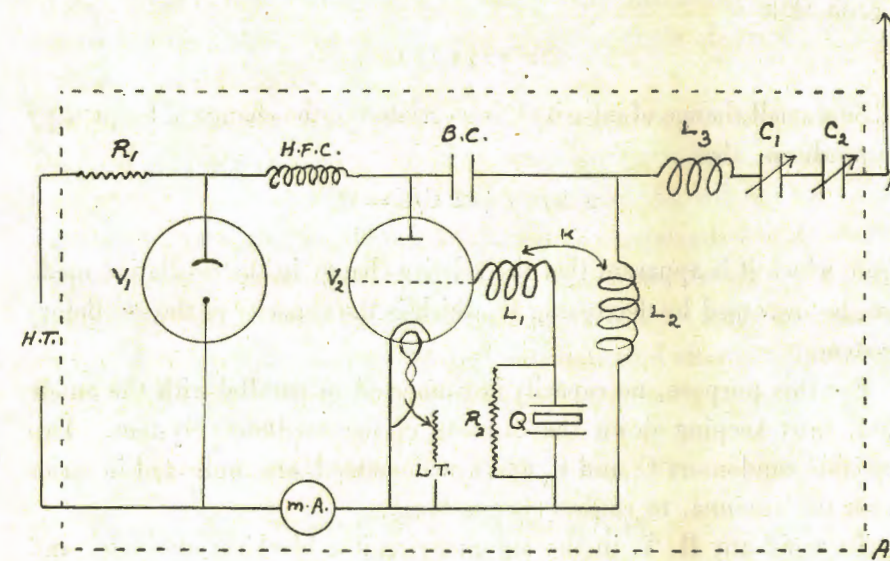 R₁
H.F.C.
B.C.
L₃
C₁
C₂
K
V₁
V₂
L₁
L₂
H.T.
R₂
Q
L.T.
m.A.
A